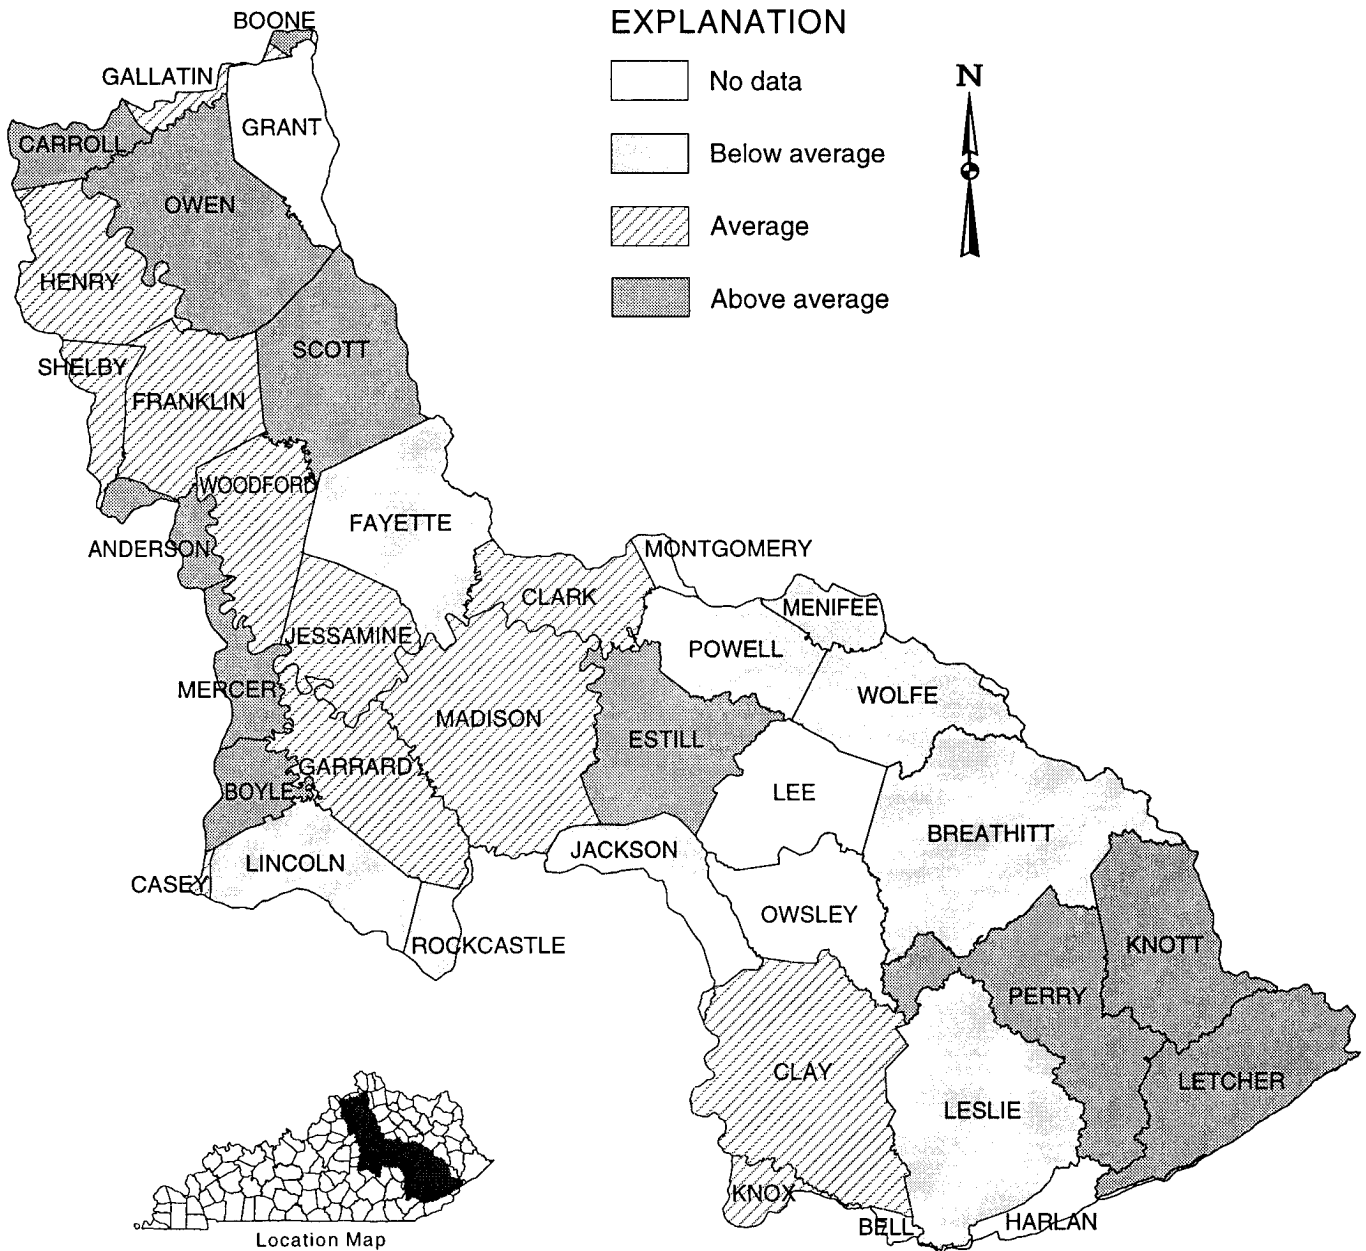 BOONE
EXPLANATION
GALLATIN
No data
N
GRANT
CARROLL
Below average
OWEN
Average
HENRY
Above average
SCOTT
SHELBY
FRANKLIN
WOODFORD
FAYETTE
ANDERSON
MONTGOMERY
CLARK
MENIFEE
JESSAMINE
POWELL
MERCER
WOLFE
MADISON
ESTILL
GARRARD
BOYLE
LEE
BREATHITT
LINCOLN
JACKSON
CASEY
OWSLEY
ROCKCASTLE
KNOTT
PERRY
CLAY
LETCHER
LESLIE
KNOX
BELL
HARLAN
Location Map